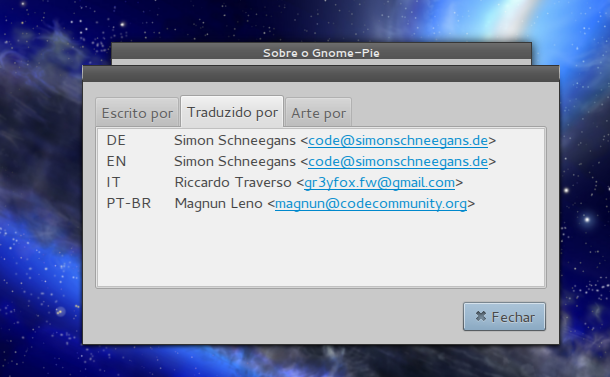 Sobre o Gnome-Pie
Escrito por Traduzido por Arte por
DE Simon Schneegans <code@simonschneegans.de>
EN Simon Schneegans <code@simonschneegans.de>
IT Riccardo Traverso <gr3yfox.fw@gmail.com>
PT-BR Magnun Leno <magnun@codecommunity.org>
Fechar